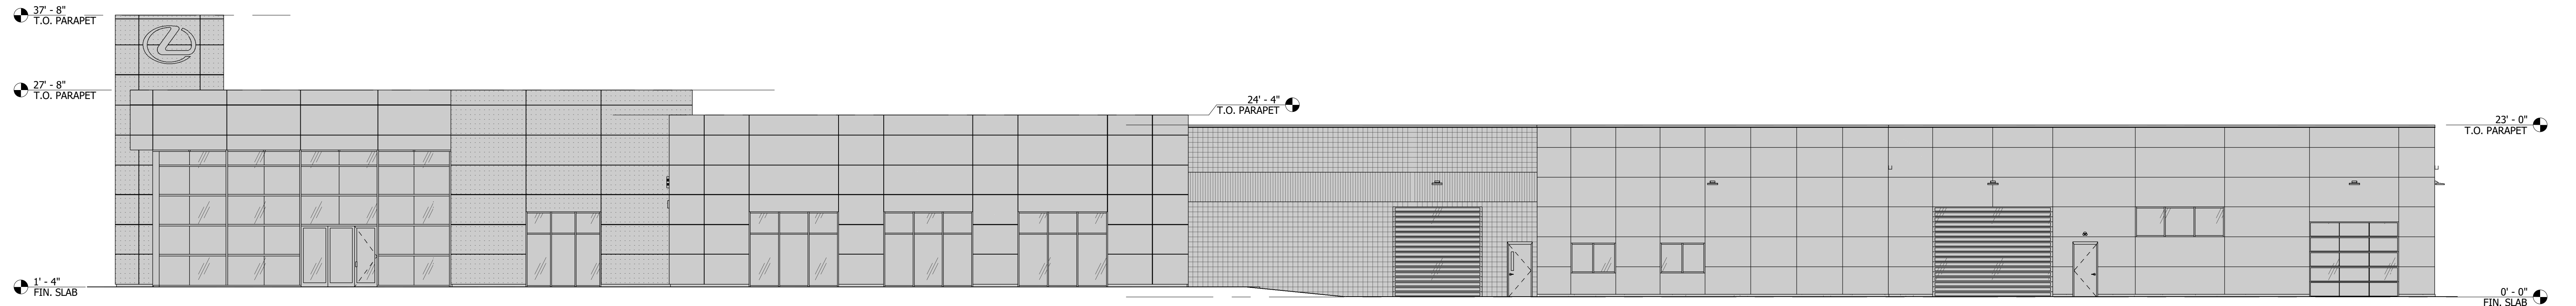 37' - 8"
T.O. PARAPET
27' - 8"
T.O. PARAPET
24' - 4"
T.O. PARAPET
23' - 0"
T.O. PARAPET
1' - 4"
FIN. SLAB
0' - 0"
FIN. SLAB